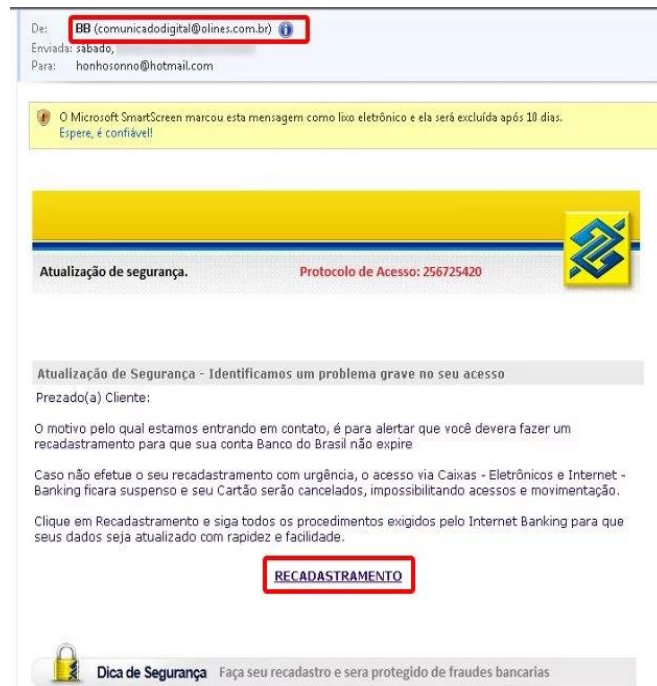 De: BB (comunicadodigital@olines.com.br)
Enviada: sábado,
Para: honhosonno@hotmail.com
O Microsoft SmartScreen marcou esta mensagem como lixo eletrônico e ela será excluída após 10 dias.
Espere, é confiável!
Atualização de segurança. Protocolo de Acesso: 256725420
Atualização de Segurança - Identificamos um problema grave no seu acesso
Prezado(a) Cliente:
O motivo pelo qual estamos entrando em contato, é para alertar que você devera fazer um
recadastramento para que sua conta Banco do Brasil não expire
Caso não efetue o seu recadastramento com urgência, o acesso via Caixas - Eletrônicos e Internet -
Banking ficara suspenso e seu Cartão serão cancelados, impossibilitando acessos e movimentação.
Clique em Recadastramento e siga todos os procedimentos exigidos pelo Internet Banking para que
seus dados seja atualizado com rapidez e facilidade.
RECADASTRAMENTO
Dica de Segurança Faça seu recadastro e sera protegido de fraudes bancarias